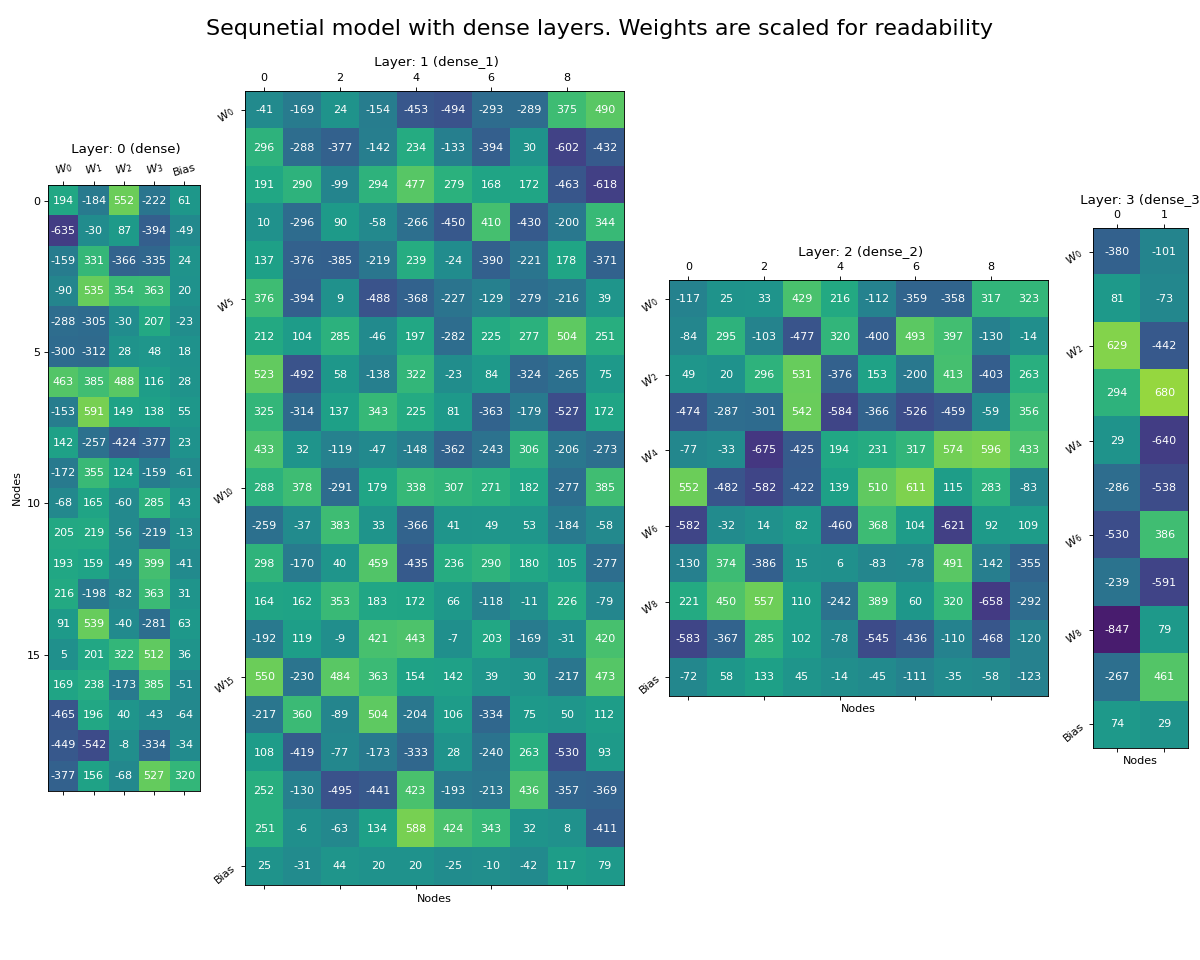 Sequnetial model with dense layers. Weights are scaled for readability
Layer: 0 (dense)
W0 W1 W2 W3 Bias
0 194 -184 552 -222 61
-635 -30 87 -394 -49
-159 331 -366 -335 24
-90 535 354 363 20
-288 -305 -30 207 -23
5 -300 -312 28 48 18
463 385 488 116 28
-153 591 149 138 55
142 -257 -424 -377 23
-172 355 124 -159 -61
10 -68 165 -60 285 43
205 219 -56 -219 -13
193 159 -49 399 -41
216 -198 -82 363 31
91 539 -40 -281 63
15 5 201 322 512 36
169 238 -173 385 -51
-465 196 40 -43 -64
-449 -542 -8 -334 -34
-377 156 -68 527 320
Nodes
Layer: 1 (dense_1)
0 2 4 6 8
W0 -41 -169 24 -154 -453 -494 -293 -289 375 490
296 -288 -377 -142 234 -133 -394 30 -602 -432
191 290 -99 294 477 279 168 172 -463 -618
10 -296 90 -58 -266 -450 410 -430 -200 344
137 -376 -385 -219 239 -24 -390 -221 178 -371
W5 376 -394 9 -488 -368 -227 -129 -279 -216 39
212 104 285 -46 197 -282 225 277 504 251
523 -492 58 -138 322 -23 84 -324 -265 75
325 -314 137 343 225 81 -363 -179 -527 172
433 32 -119 -47 -148 -362 -243 306 -206 -273
W10 288 378 -291 179 338 307 271 182 -277 385
-259 -37 383 33 -366 41 49 53 -184 -58
298 -170 40 459 -435 236 290 180 105 -277
164 162 353 183 172 66 -118 -11 226 -79
-192 119 -9 421 443 -7 203 -169 -31 420
W15 550 -230 484 363 154 142 39 30 -217 473
-217 360 -89 504 -204 106 -334 75 50 112
108 -419 -77 -173 -333 28 -240 263 -530 93
252 -130 -495 -441 423 -193 -213 436 -357 -369
251 -6 -63 134 588 424 343 32 8 -411
Bias 25 -31 44 20 20 -25 -10 -42 117 79
Nodes
Layer: 2 (dense_2)
0 2 4 6 8
W0 -117 25 33 429 216 -112 -359 -358 317 323
-84 295 -103 -477 320 -400 493 397 -130 -14
W2 49 20 296 531 -376 153 -200 413 -403 263
-474 -287 -301 542 -584 -366 -526 -459 -59 356
W4 -77 -33 -675 -425 194 231 317 574 596 433
552 -482 -582 -422 139 510 611 115 283 -83
W6 -582 -32 14 82 -460 368 104 -621 92 109
-130 374 -386 15 6 -83 -78 491 -142 -355
W8 221 450 557 110 -242 389 60 320 -658 -292
-583 -367 285 102 -78 -545 -436 -110 -468 -120
Bias -72 58 133 45 -14 -45 -111 -35 -58 -123
Nodes
Layer: 3 (dense_3
0 1
W0 -380 -101
81 -73
W2 629 -442
294 680
W4 29 -640
-286 -538
W6 -530 386
-239 -591
W8 -847 79
-267 461
Bias 74 29
Nodes